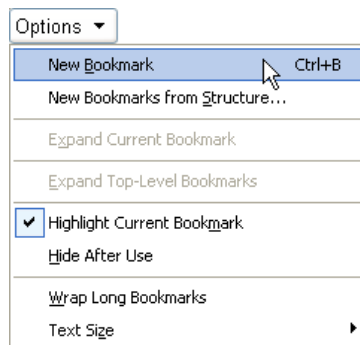 Options
New Bookmark Ctrl+B
New Bookmarks from Structure...
Expand Current Bookmark
Expand Top-Level Bookmarks
Highlight Current Bookmark
Hide After Use
Wrap Long Bookmarks
Text Size